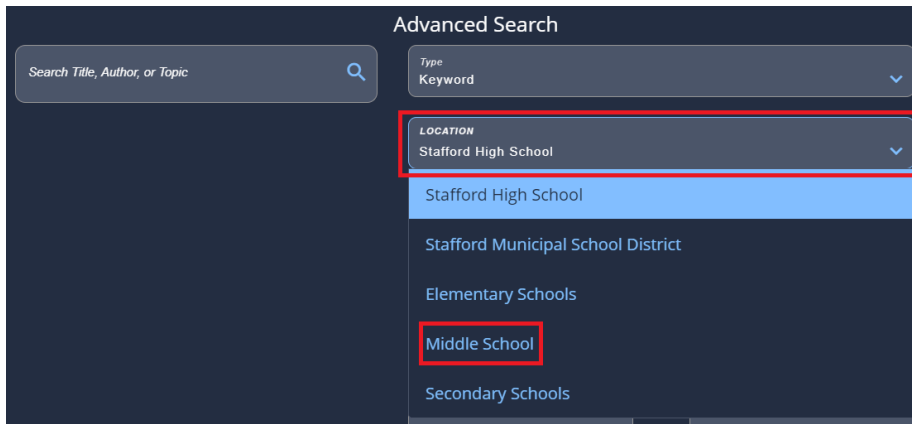 Advanced Search
Search Title, Author, or Topic
Type
Keyword
LOCATION
Stafford High School
Stafford High School
Stafford Municipal School District
Elementary Schools
Middle School
Secondary Schools